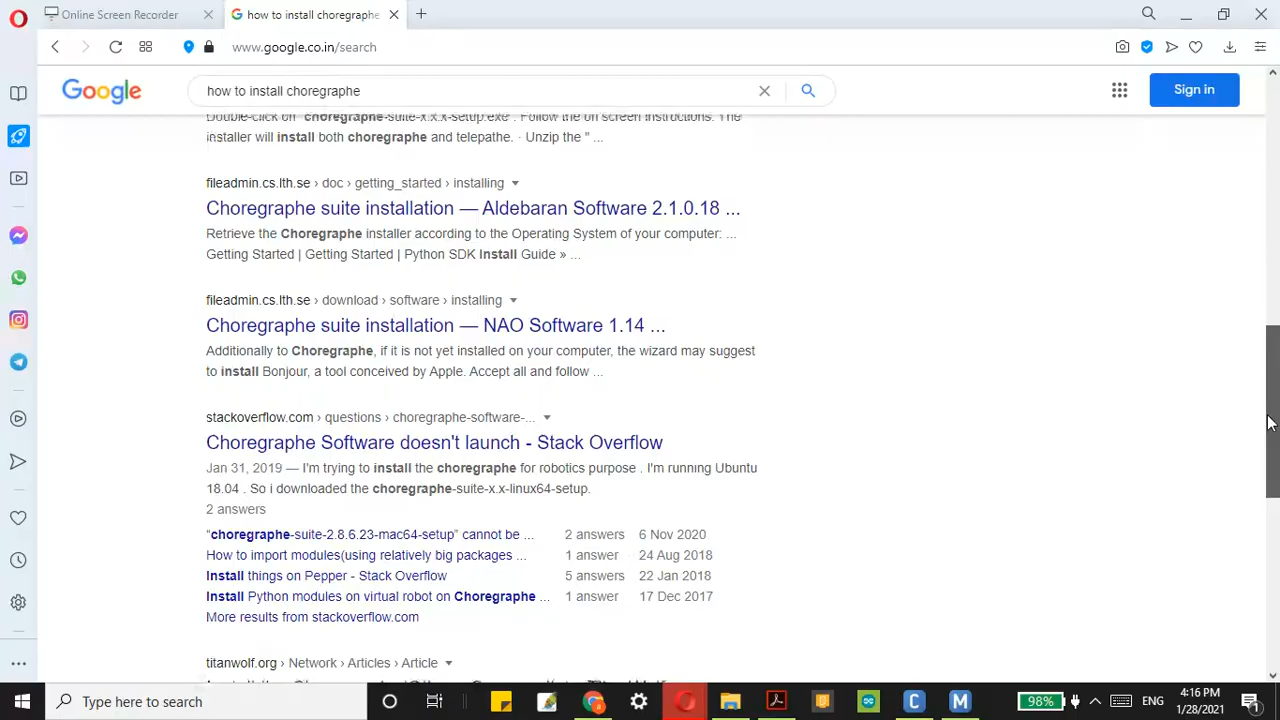 Online Screen Recorder
how to install choregraphe
www.google.co.in/search
Google
how to install choregraphe
Sign in
Double-click on "choregraphe-suite-x.x.x-setup.exe". Follow the on screen instructions. The
installer will install both choregraphe and telepathe. · Unzip the " ...
fileadmin.cs.lth.se › doc › getting_started › installing
Choregraphe suite installation — Aldebaran Software 2.1.0.18 ...
Retrieve the Choregraphe installer according to the Operating System of your computer: ...
Getting Started | Getting Started | Python SDK Install Guide » ...
fileadmin.cs.lth.se › download › software › installing
Choregraphe suite installation — NAO Software 1.14 ...
Additionally to Choregraphe, if it is not yet installed on your computer, the wizard may suggest
to install Bonjour, a tool conceived by Apple. Accept all and follow ...
stackoverflow.com › questions › choregraphe-software-...
Choregraphe Software doesn't launch - Stack Overflow
Jan 31, 2019 — I'm trying to install the choregraphe for robotics purpose . I'm running Ubuntu
18.04 . So i downloaded the choregraphe-suite-x.x-linux64-setup.
2 answers
"choregraphe-suite-2.8.6.23-mac64-setup" cannot be ... 2 answers 6 Nov 2020
How to import modules(using relatively big packages ... 1 answer 24 Aug 2018
Install things on Pepper - Stack Overflow 5 answers 22 Jan 2018
Install Python modules on virtual robot on Choregraphe ... 1 answer 17 Dec 2017
More results from stackoverflow.com
titanwolf.org › Network › Articles › Article
Type here to search
98%
ENG
4:16 PM
1/28/2021